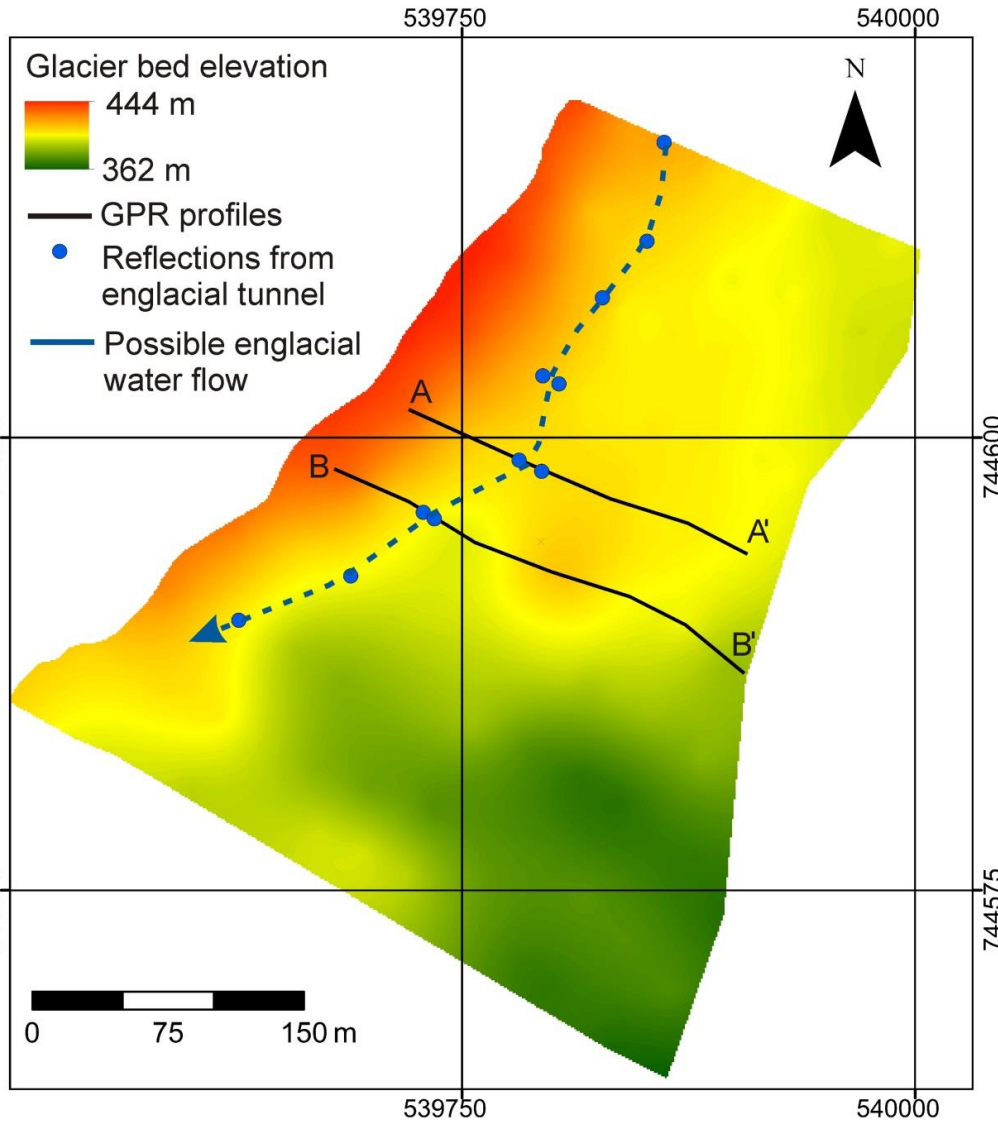 539750
540000
Glacier bed elevation
444 m
362 m
GPR profiles
Reflections from
englacial tunnel
Possible englacial
water flow
N
A
B
A'
B'
744600
744575
0 75 150 m
539750
540000